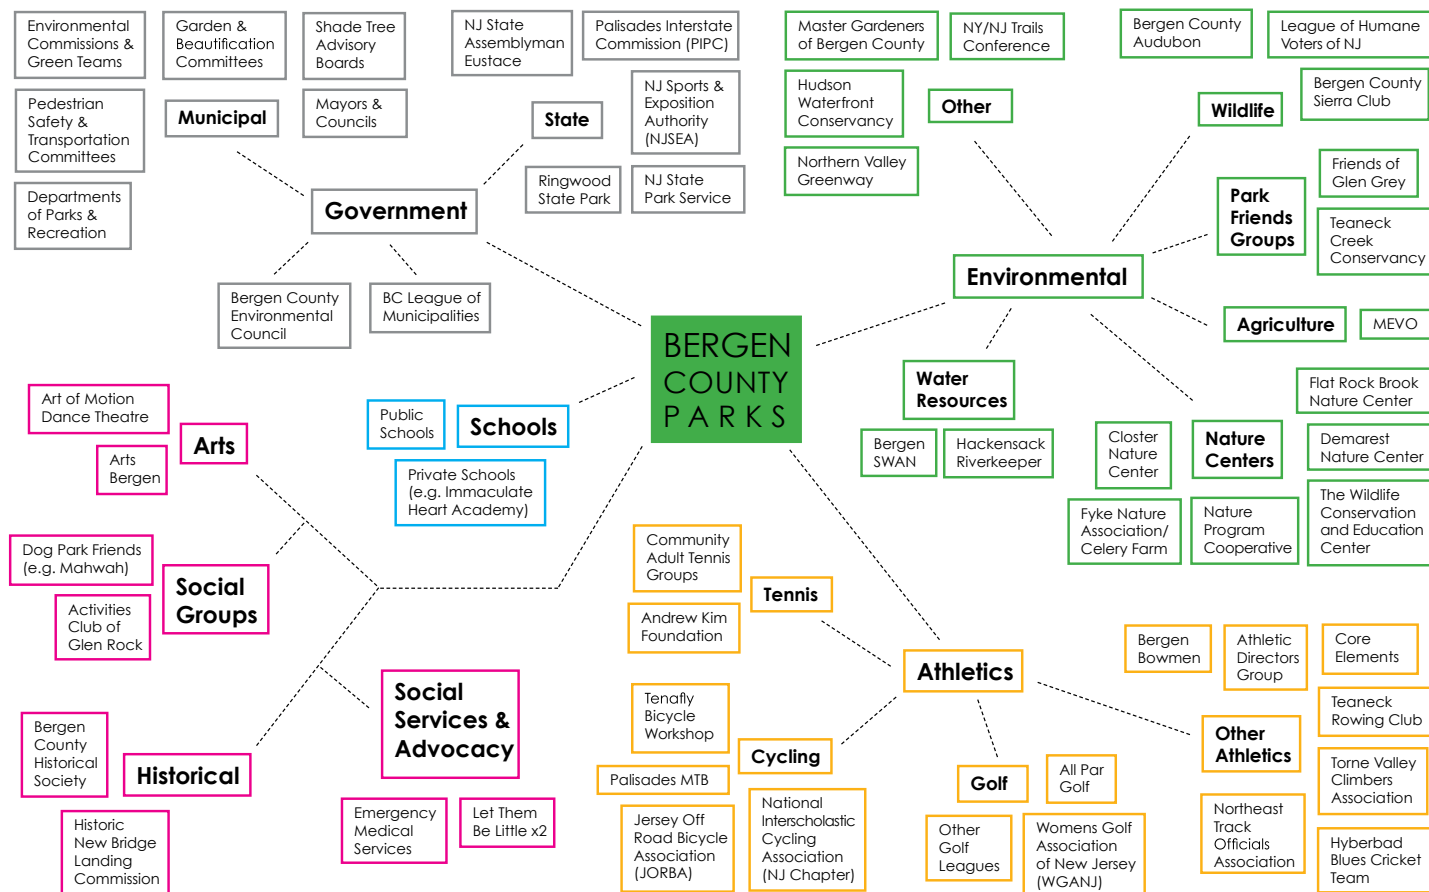 Environmental
Commissions &
Green Teams
Garden &
Beautification
Committees
Shade Tree
Advisory
Boards
Pedestrian
Safety &
Transportation
Committees
Municipal
Mayors &
Councils
Departments
of Parks &
Recreation
NJ State
Assemblyman
Eustace
Palisades Interstate
Commission (PIPC)
State
NJ Sports &
Exposition
Authority
(NJSEA)
Ringwood
State Park
NJ State
Park Service
Government
Bergen County
Environmental
Council
BC League of
Municipalities
Master Gardeners
of Bergen County
NY/NJ Trails
Conference
Hudson
Waterfront
Conservancy
Other
Northern Valley
Greenway
Bergen County
Audubon
League of Humane
Voters of NJ
Wildlife
Bergen County
Sierra Club
Park
Friends
Groups
Friends of
Glen Grey
Teaneck
Creek
Conservancy
Environmental
Agriculture
MEVO
Water
Resources
Bergen
SWAN
Hackensack
Riverkeeper
Nature
Centers
Flat Rock Brook
Nature Center
Closter
Nature
Center
Demarest
Nature Center
Fyke Nature
Association/
Celery Farm
Nature
Program
Cooperative
The Wildlife
Conservation
and Education
Center
BERGEN
COUNTY
PARKS
Public
Schools
Schools
Private Schools
(e.g. Immaculate
Heart Academy)
Art of Motion
Dance Theatre
Arts
Arts
Bergen
Dog Park Friends
(e.g. Mahwah)
Social
Groups
Activities
Club of
Glen Rock
Social
Services &
Advocacy
Emergency
Medical
Services
Let Them
Be Little x2
Bergen
County
Historical
Society
Historical
Historic
New Bridge
Landing
Commission
Community
Adult Tennis
Groups
Tennis
Andrew Kim
Foundation
Athletics
Tenafly
Bicycle
Workshop
Cycling
Palisades MTB
Jersey Off
Road Bicycle
Association
(JORBA)
National
Interscholastic
Cycling
Association
(NJ Chapter)
Golf
All Par
Golf
Other
Golf
Leagues
Womens Golf
Association
of New Jersey
(WGANJ)
Bergen
Bowmen
Athletic
Directors
Group
Core
Elements
Teaneck
Rowing Club
Other
Athletics
Torne Valley
Climbers
Association
Northeast
Track
Officials
Association
Hyberbad
Blues Cricket
Team